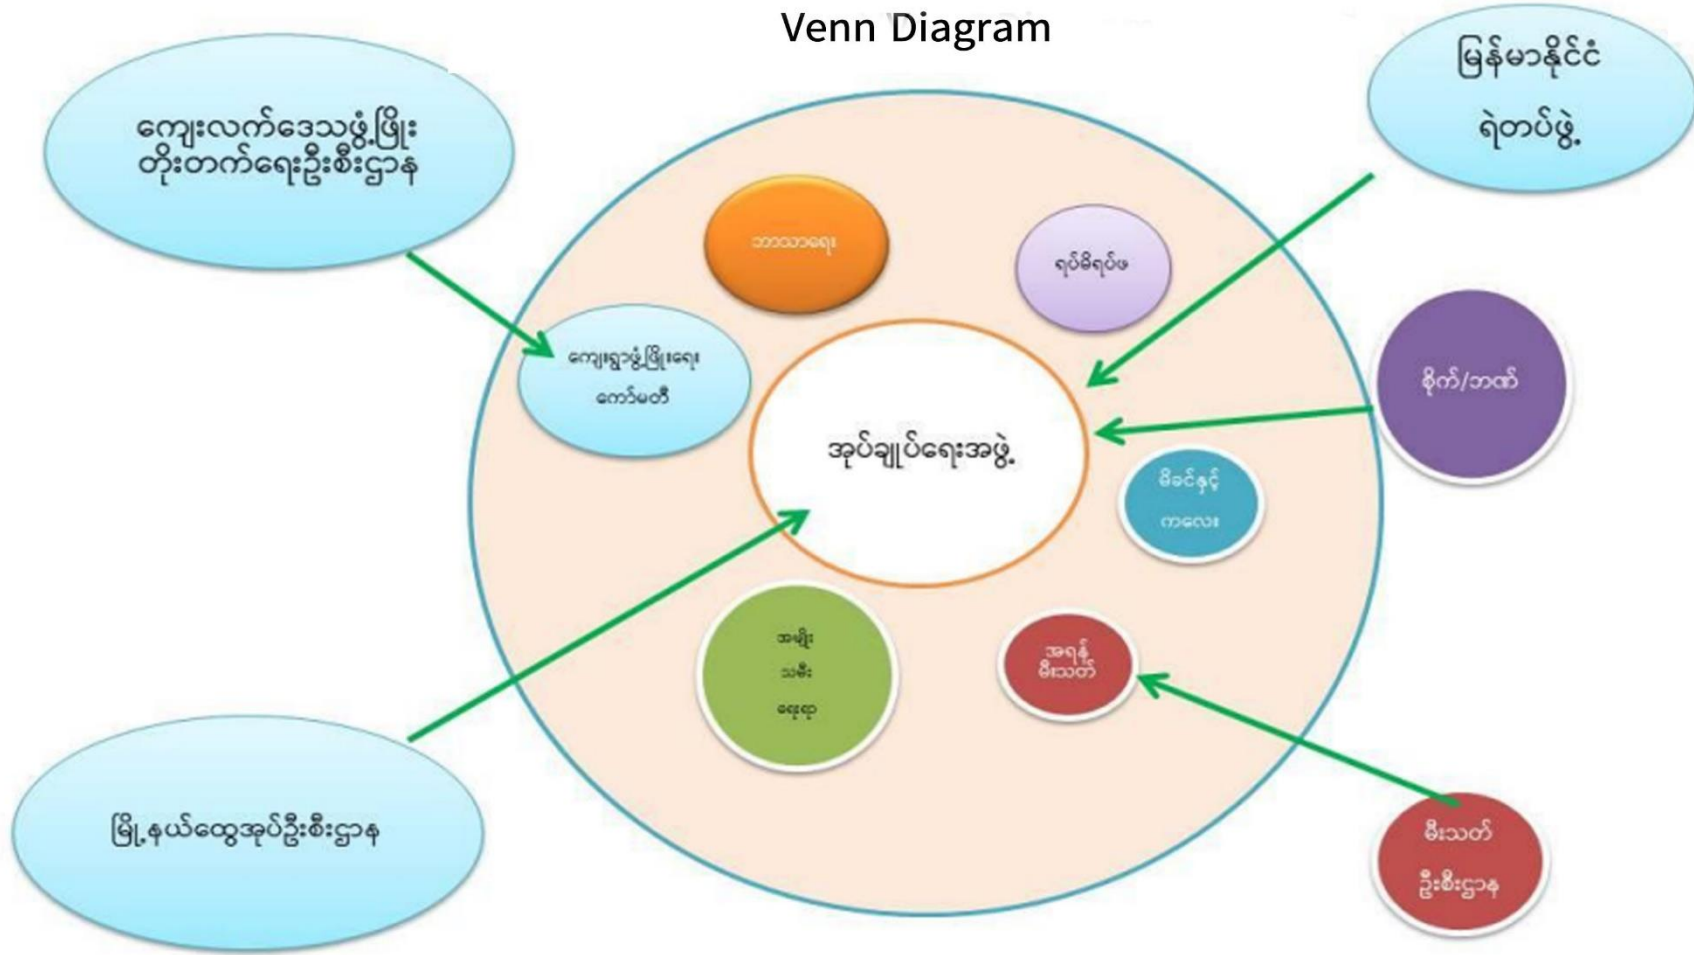 Venn Diagram
ကျေးလက်ဒေသဖွံ့ဖြိုး
တိုးတက်ရေးဦးစီးဌာန
မြန်မာနိုင်ငံ
ရဲတပ်ဖွဲ့
ဘာသာရေး
ရပ်မိရပ်ဖ
ကျေးရွာဖွံ့ဖြိုးရေး
ကော်မတီ
စိုက်/ဘဏ်
အုပ်ချုပ်ရေးအဖွဲ့
မိခင်နှင့်
ကလေး
အမျိုး
သမီး
ရေးရာ
အရန်
မီးသတ်
မြို့နယ်ထွေအုပ်ဦးစီးဌာန
မီးသတ်
ဦးစီးဌာန